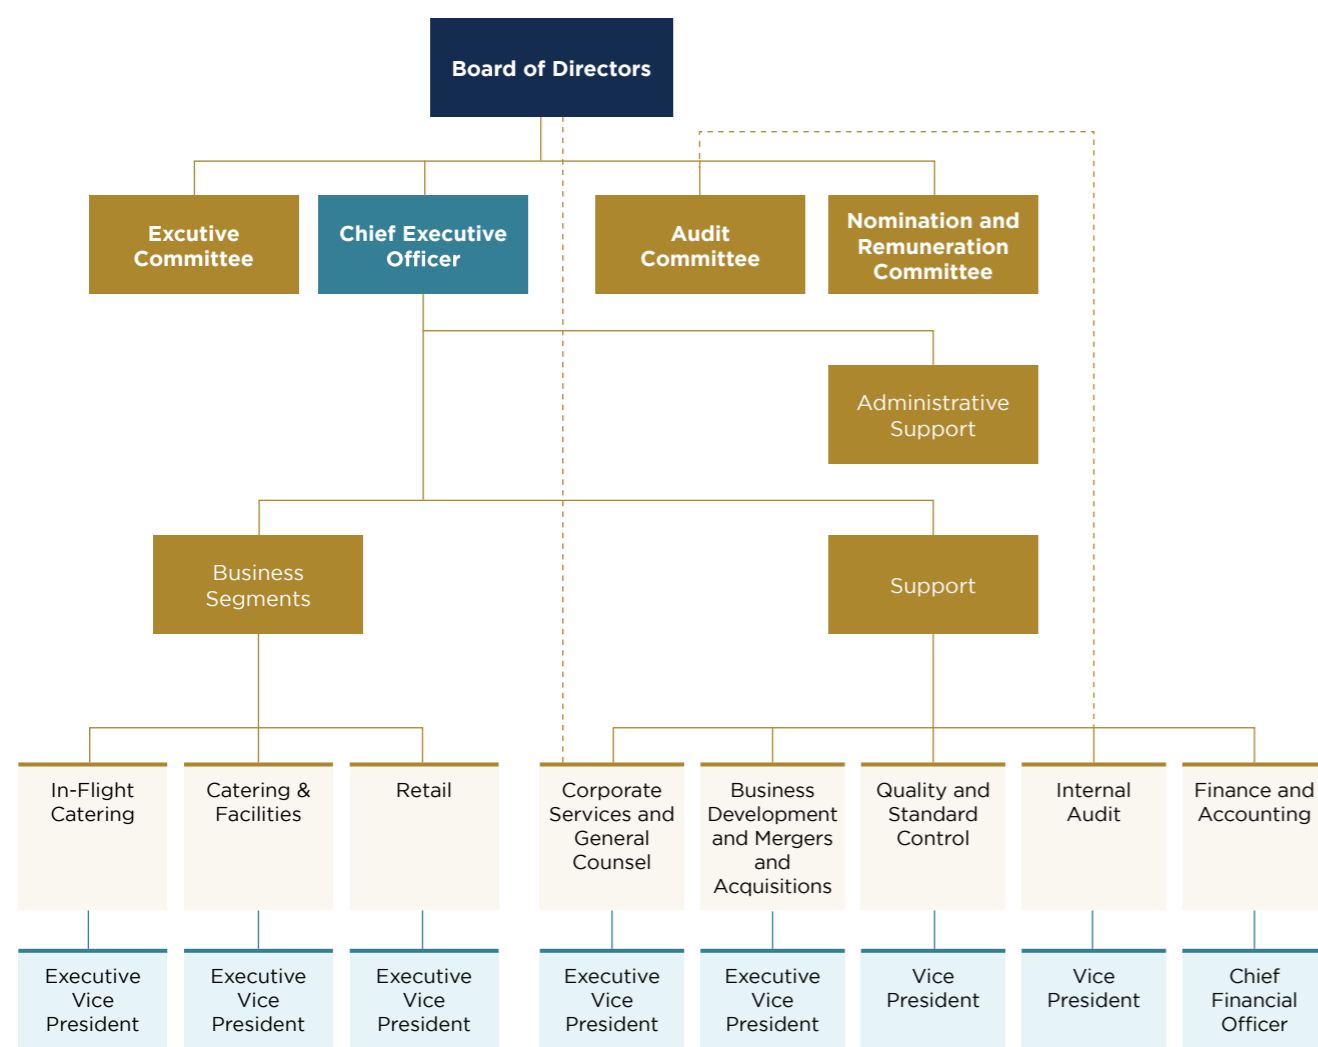 Board of Directors
Excutive
Committee
Chief Executive
Officer
Audit
Committee
Nomination and
Remuneration
Committee
Administrative
Support
Business
Segments
Support
In-Flight
Catering
Catering &
Facilities
Retail
Corporate
Services and
General
Counsel
Business
Development
and Mergers
and
Acquisitions
Quality and
Standard
Control
Internal
Audit
Finance and
Accounting
Executive
Vice
President
Executive
Vice
President
Executive
Vice
President
Executive
Vice
President
Executive
Vice
President
Vice
President
Vice
President
Chief
Financial
Officer